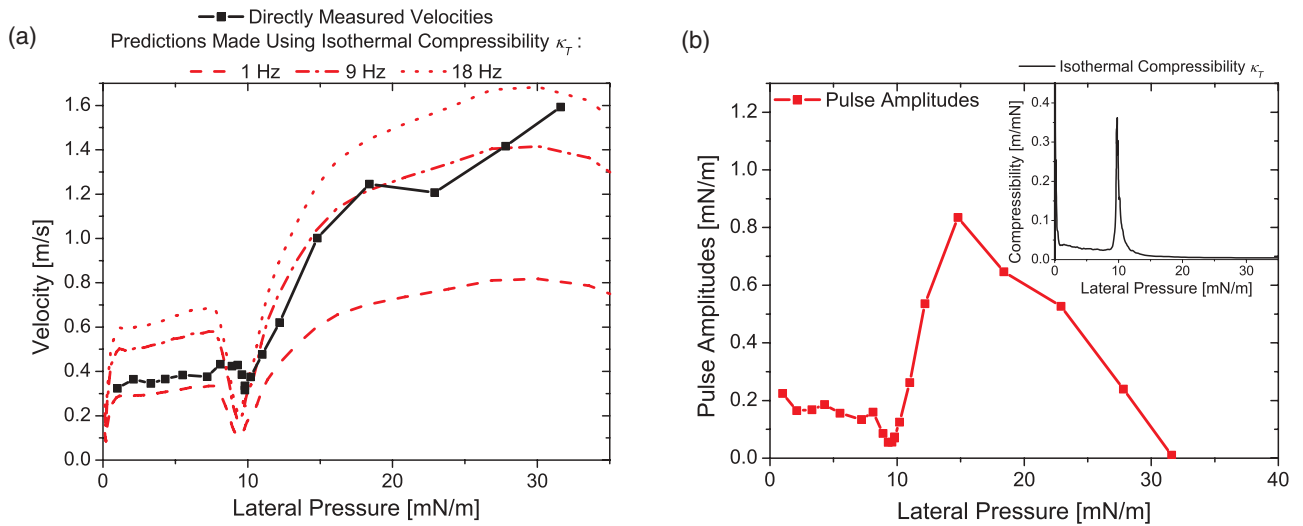 (a)
Directly Measured Velocities
Predictions Made Using Isothermal Compressibility κ_T :
1 Hz 9 Hz 18 Hz
1.6
1.4
1.2
1.0
0.8
0.6
0.4
0.2
0.0
Velocity [m/s]
0 10 20 30
Lateral Pressure [mN/m]
(b)
Isothermal Compressibility κ_T
Pulse Amplitudes
1.2
1.0
0.8
0.6
0.4
0.2
0.0
Pulse Amplitudes [mN/m]
0 10 20 30 40
Lateral Pressure [mN/m]
0.4
0.3
0.2
0.1
0.0
Compressibility [m/mN]
0 10 20 30
Lateral Pressure [mN/m]